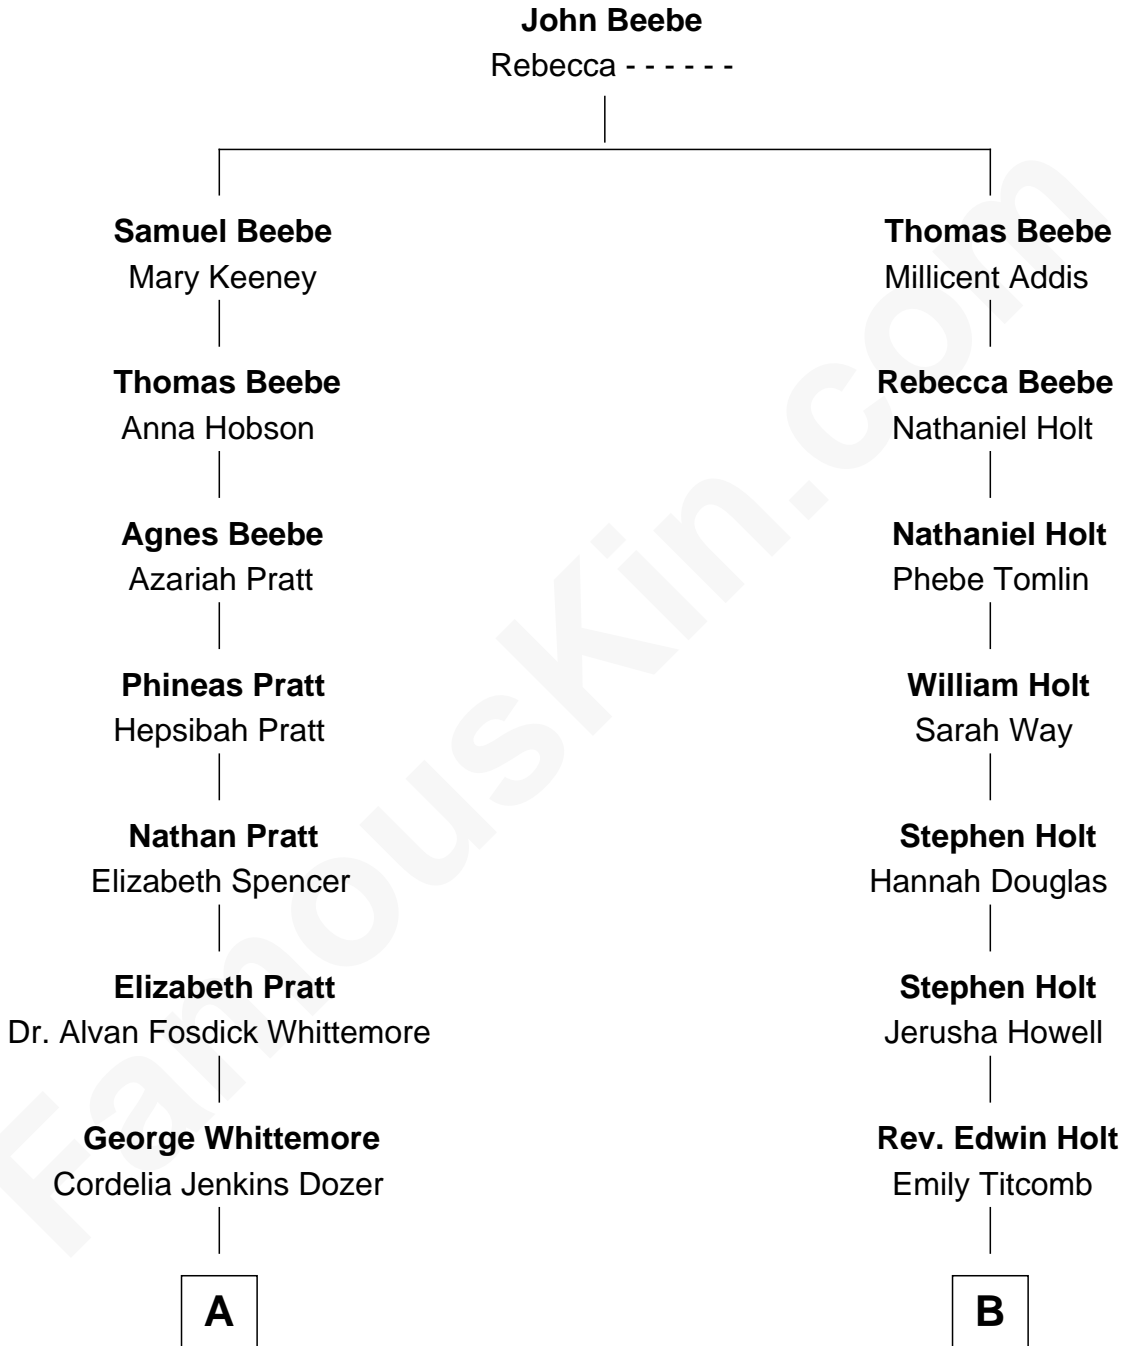 John Beebe
Rebecca - - - - - -
Samuel Beebe
Mary Keeney
Thomas Beebe
Millicent Addis
Thomas Beebe
Anna Hobson
Rebecca Beebe
Nathaniel Holt
Agnes Beebe
Azariah Pratt
Nathaniel Holt
Phebe Tomlin
Phineas Pratt
Hepsibah Pratt
William Holt
Sarah Way
Nathan Pratt
Elizabeth Spencer
Stephen Holt
Hannah Douglas
Elizabeth Pratt
Dr. Alvan Fosdick Whittemore
Stephen Holt
Jerusha Howell
George Whittemore
Cordelia Jenkins Dozer
Rev. Edwin Holt
Emily Titcomb
A
B
FamousKin.com